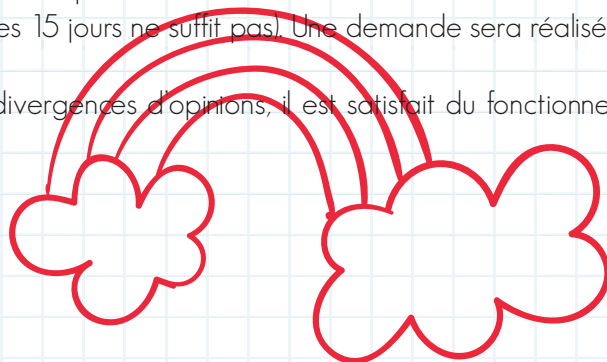 es 15 jours ne suffit pas). Une demande sera réalisé
divergences d'opinions, il est satisfait du fonctionne